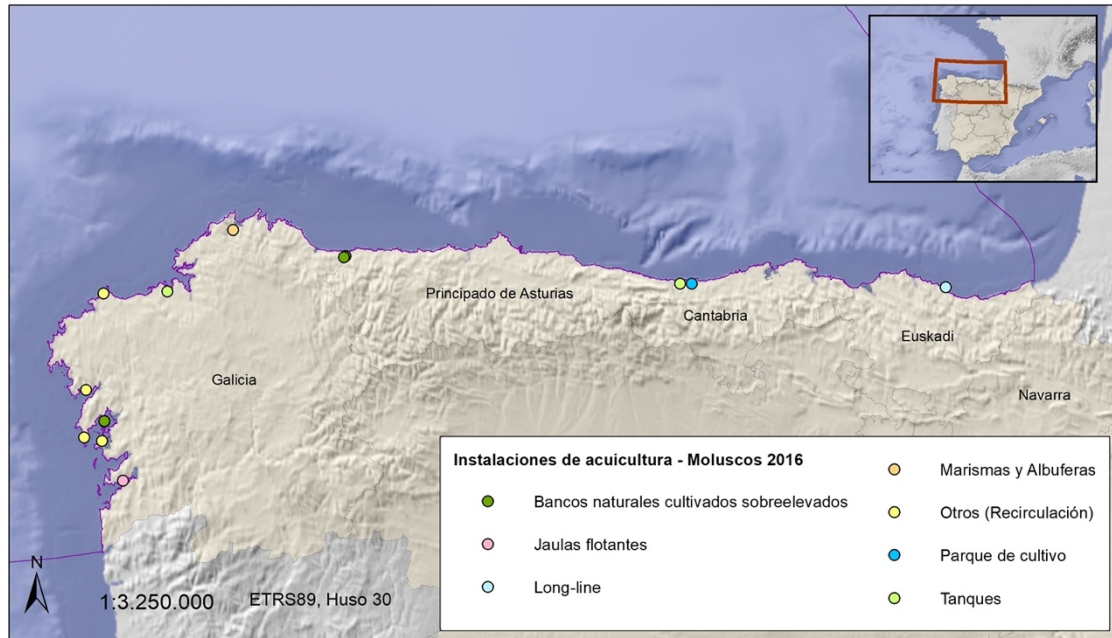 Principado de Asturias
Cantabria
Euskadi
Galicia
Navarra
Instalaciones de acuicultura - Moluscos 2016
Bancos naturales cultivados sobreelevados
Jaulas flotantes
Long-line
Marismas y Albuferas
Otros (Recirculación)
Parque de cultivo
Tanques
N
1:3.250.000
ETRS89, Huso 30